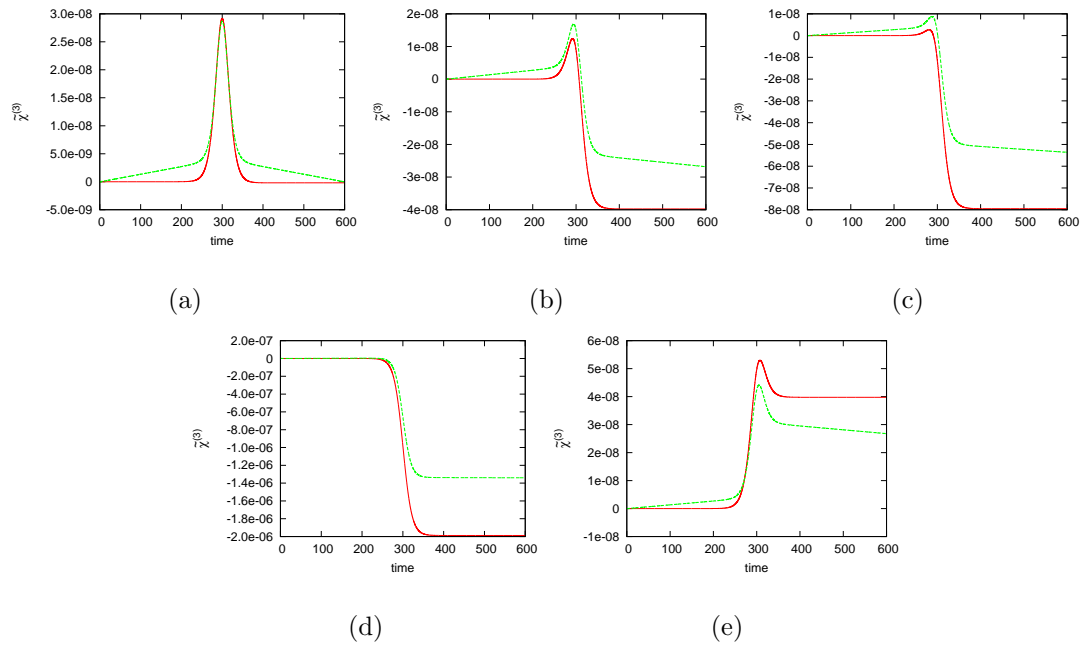 3.0e-08
2.5e-08
2.0e-08
1.5e-08
1.0e-08
5.0e-09
0
-5.0e-09
0 100 200 300 400 500 600
time
χ̃⁽³⁾
(a)
2e-08
1e-08
0
-1e-08
-2e-08
-3e-08
-4e-08
0 100 200 300 400 500 600
time
χ̃⁽³⁾
(b)
1e-08
0
-1e-08
-2e-08
-3e-08
-4e-08
-5e-08
-6e-08
-7e-08
-8e-08
0 100 200 300 400 500 600
time
χ̃⁽³⁾
(c)
2.0e-07
0
-2.0e-07
-4.0e-07
-6.0e-07
-8.0e-07
-1.0e-06
-1.2e-06
-1.4e-06
-1.6e-06
-1.8e-06
-2.0e-06
0 100 200 300 400 500 600
time
χ̃⁽³⁾
(d)
6e-08
5e-08
4e-08
3e-08
2e-08
1e-08
0
-1e-08
0 100 200 300 400 500 600
time
χ̃⁽³⁾
(e)